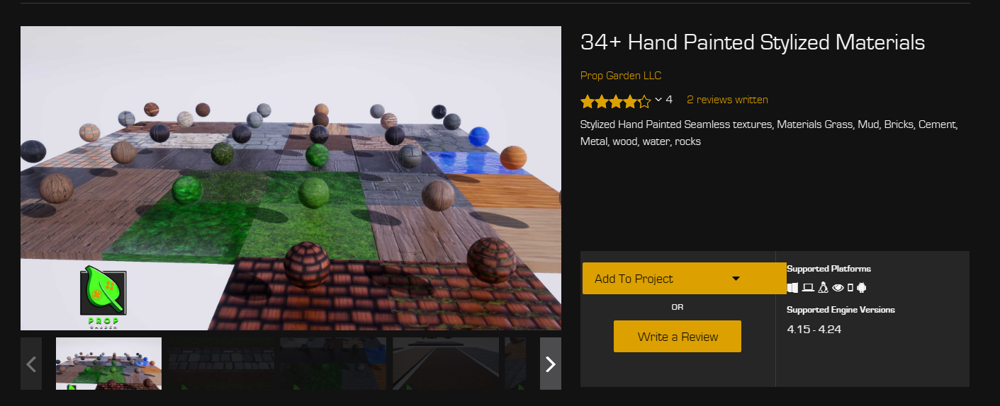 34+ Hand Painted Stylized Materials
Prop Garden LLC
4 2 reviews written
Stylized Hand Painted Seamless textures, Materials Grass, Mud, Bricks, Cement,
Metal, wood, water, rocks
PROP
GARDEN
Add To Project
OR
Write a Review
Supported Platforms
Supported Engine Versions
4.15 - 4.24